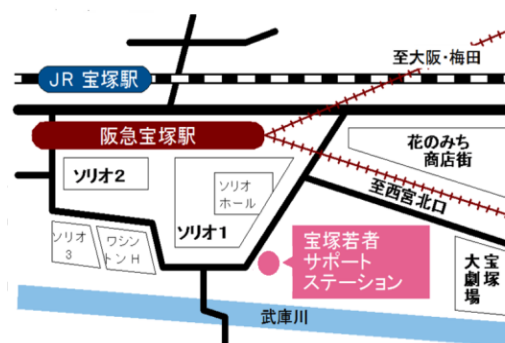 至大阪・梅田
JR 宝塚駅
阪急宝塚駅
花のみち
商店街
ソリオ2
ソリオ
ホール
至西宮北口
ソリオ1
ソリオ
3
ワシン
トンH
宝塚若者
サポート
ステーション
宝塚
大劇場
武庫川